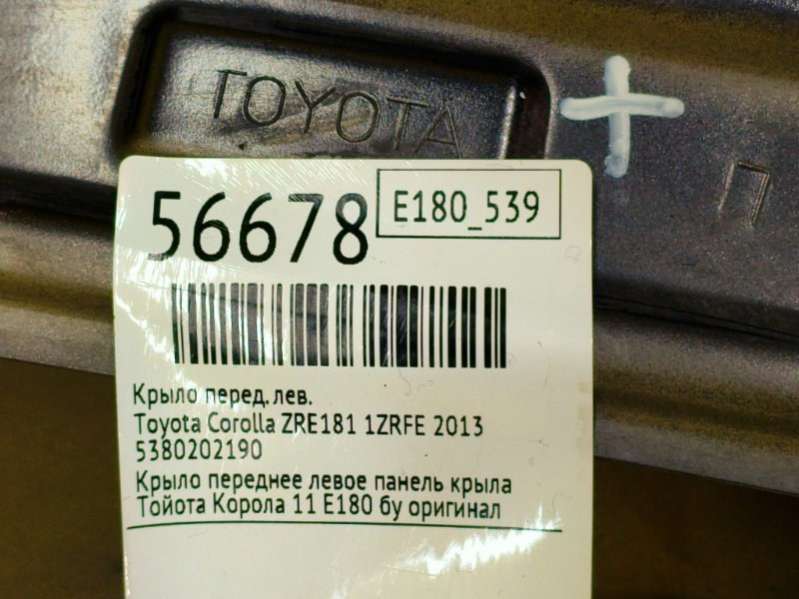 TOYOTA
П
56678
E180_539
Крыло перед. лев.
Toyota Corolla ZRE181 1ZRFE 2013
5380202190
Крыло переднее левое панель крыла
Тойота Корола 11 Е180 бу оригинал